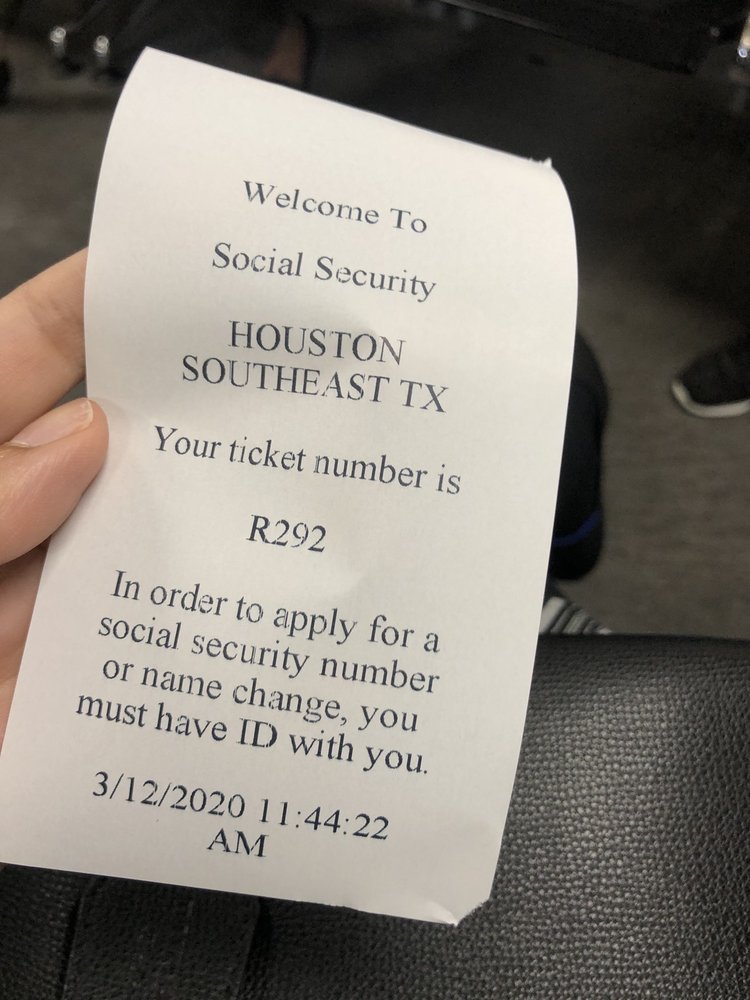 Welcome To
Social Security
HOUSTON
SOUTHEAST TX
Your ticket number is
R292
In order to apply for a
social security number
or name change, you
must have ID with you.
3/12/2020 11:44:22
AM